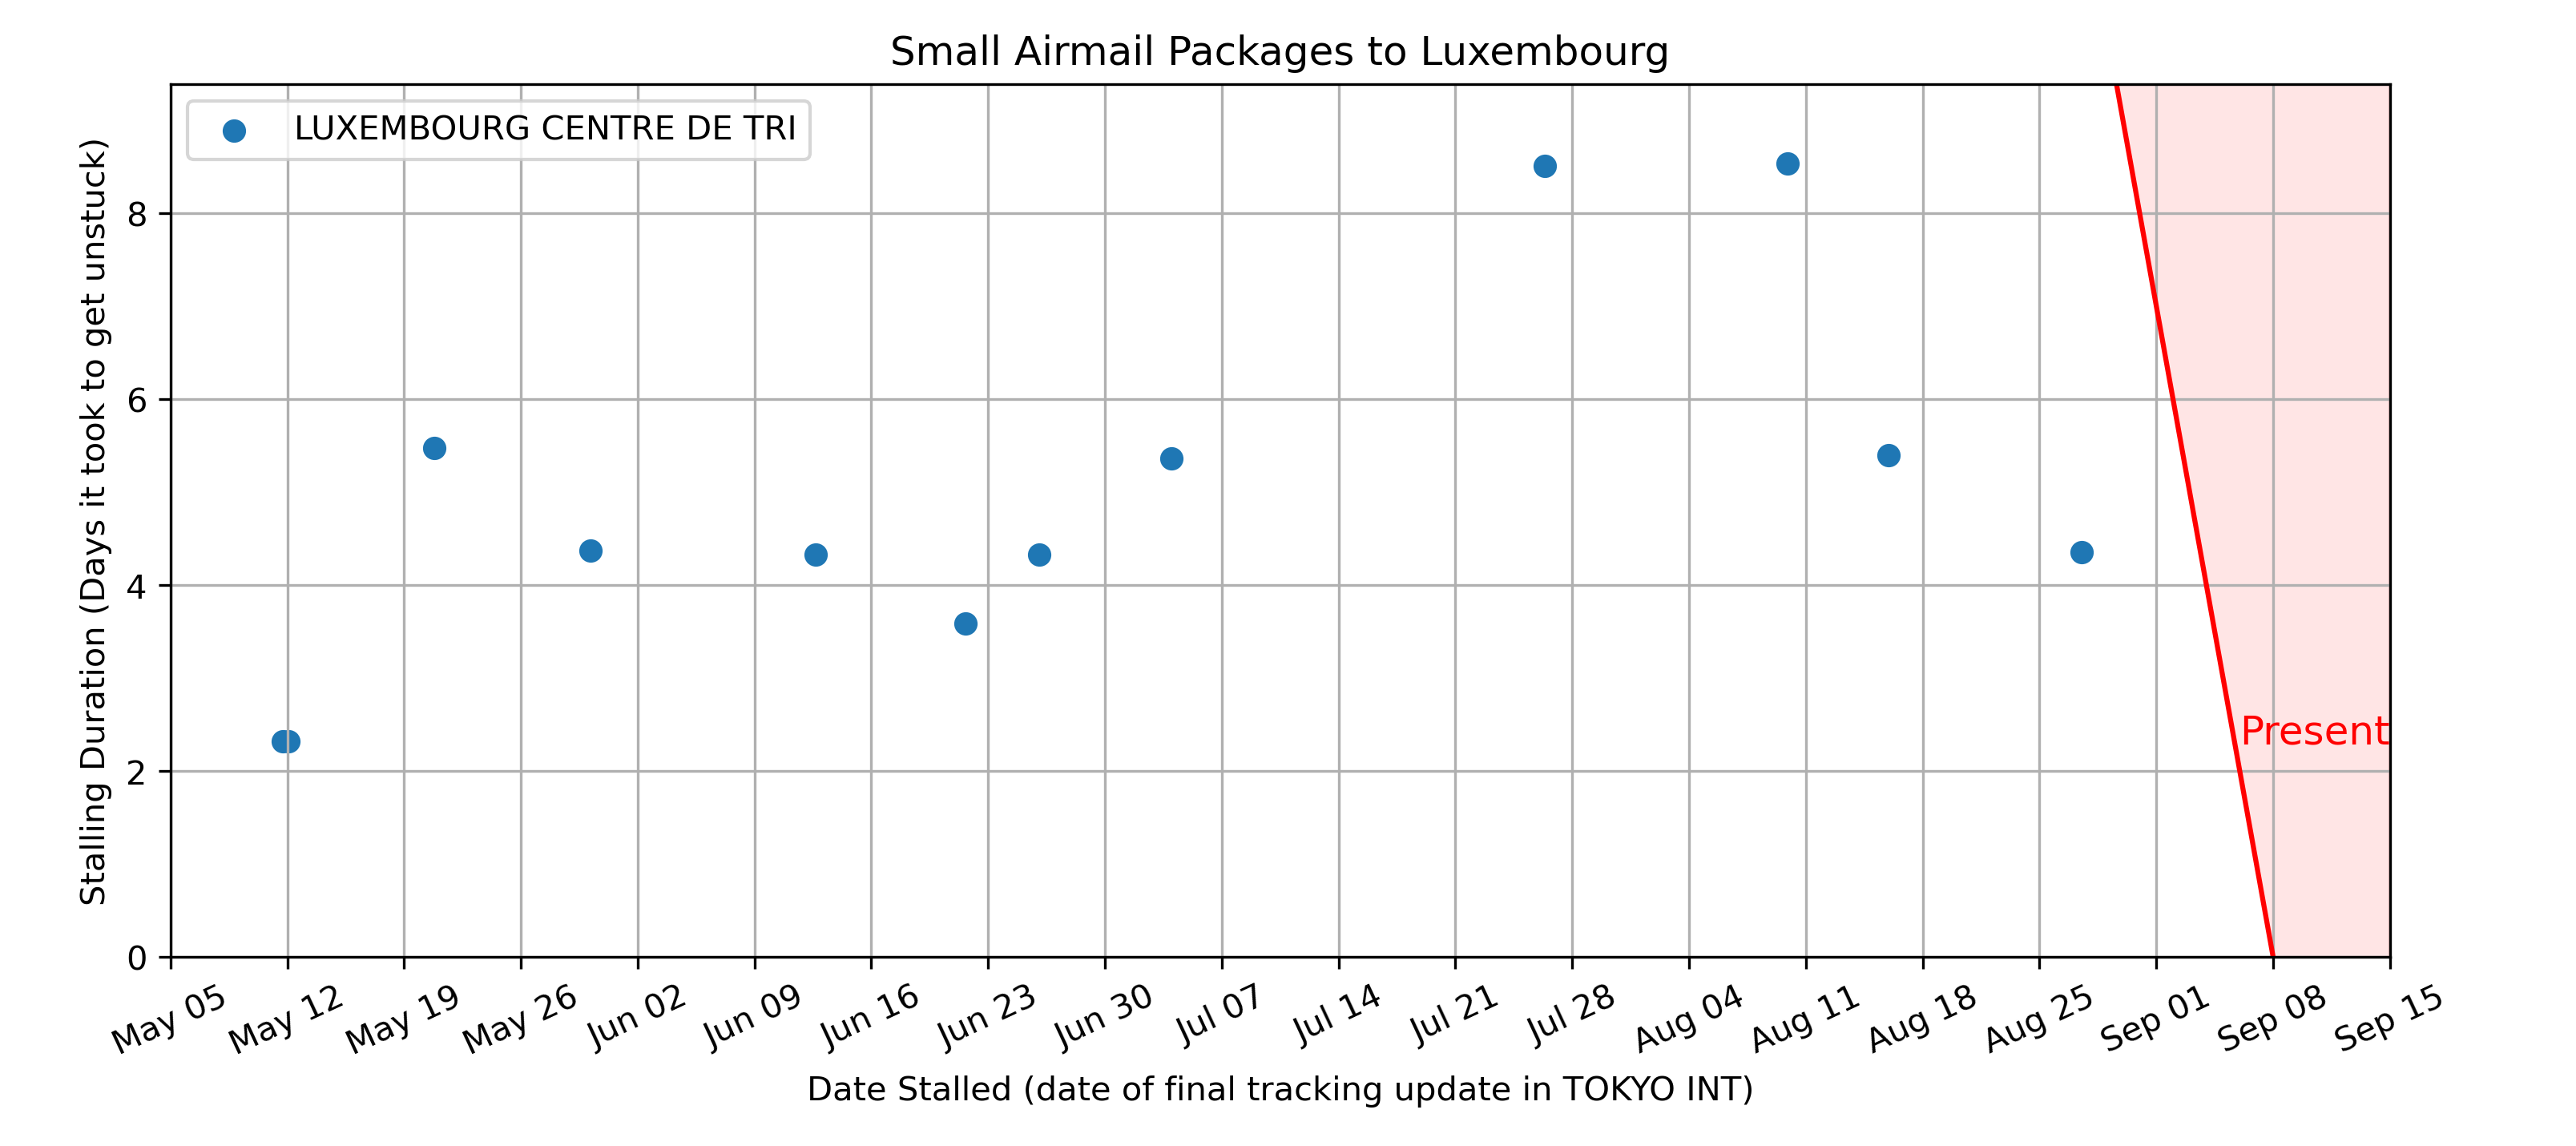 Small Airmail Packages to Luxembourg
LUXEMBOURG CENTRE DE TRI
Stalling Duration (Days it took to get unstuck)
8
6
4
2
0
Present
May 05
May 12
May 19
May 26
Jun 02
Jun 09
Jun 16
Jun 23
Jun 30
Jul 07
Jul 14
Jul 21
Jul 28
Aug 04
Aug 11
Aug 18
Aug 25
Sep 01
Sep 08
Sep 15
Date Stalled (date of final tracking update in TOKYO INT)